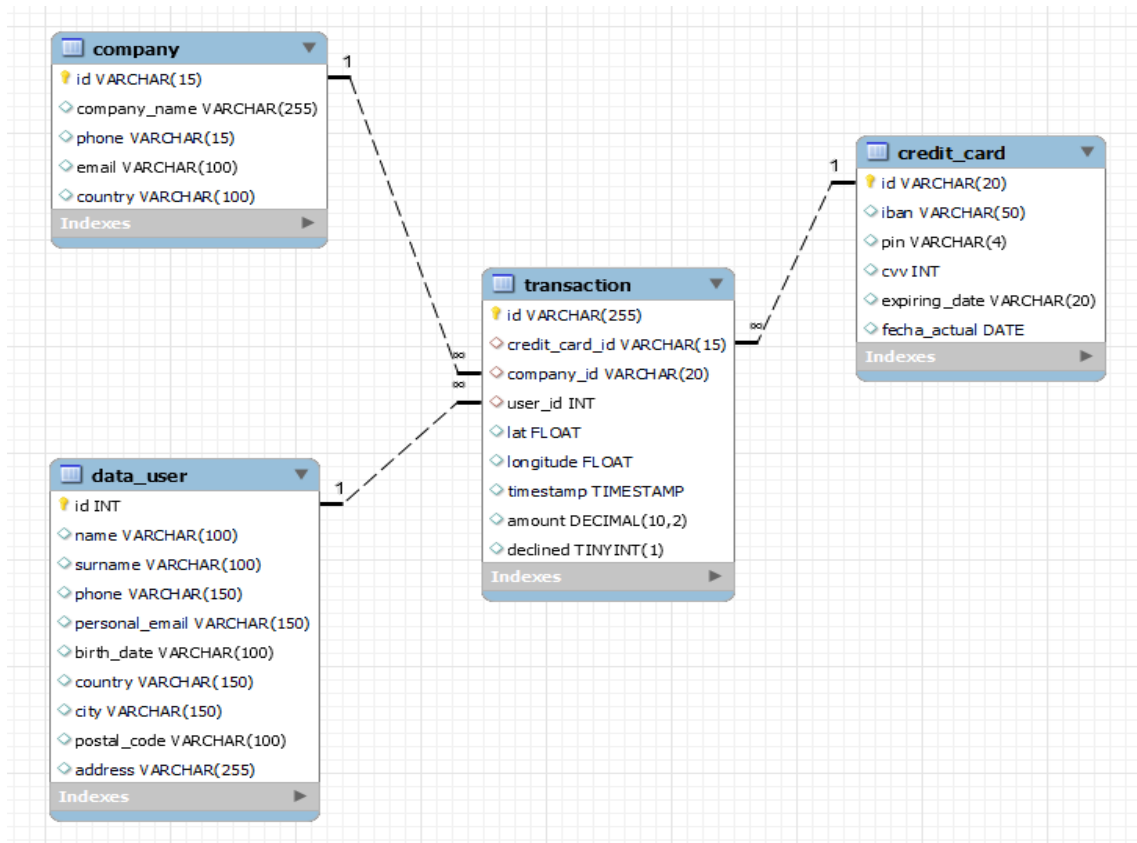 company
id VARCHAR(15)
company_name VARCHAR(255)
phone VARCHAR(15)
email VARCHAR(100)
country VARCHAR(100)
Indexes
1
∞
∞
1
data_user
id INT
name VARCHAR(100)
surname VARCHAR(100)
phone VARCHAR(150)
personal_email VARCHAR(150)
birth_date VARCHAR(100)
country VARCHAR(150)
city VARCHAR(150)
postal_code VARCHAR(100)
address VARCHAR(255)
Indexes
transaction
id VARCHAR(255)
credit_card_id VARCHAR(15)
company_id VARCHAR(20)
user_id INT
lat FLOAT
longitude FLOAT
timestamp TIMESTAMP
amount DECIMAL(10,2)
declined TINYINT(1)
Indexes
∞
1
credit_card
id VARCHAR(20)
iban VARCHAR(50)
pin VARCHAR(4)
cvv INT
expiring_date VARCHAR(20)
fecha_actual DATE
Indexes